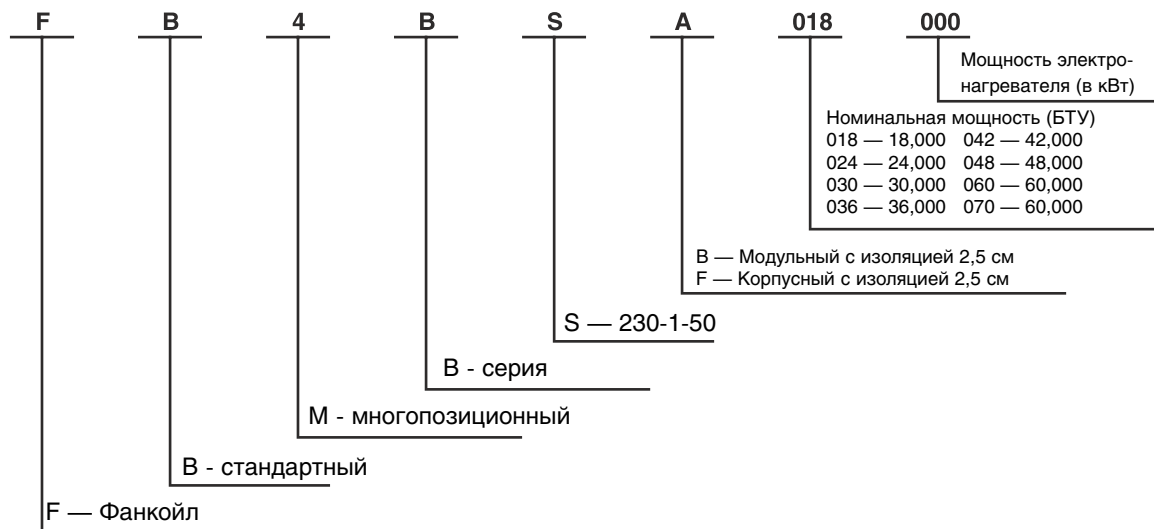 F B 4 B S A 018 000
Мощность электро-
нагревателя (в кВт)
Номинальная мощность (БТУ)
018 — 18,000 042 — 42,000
024 — 24,000 048 — 48,000
030 — 30,000 060 — 60,000
036 — 36,000 070 — 60,000
B — Модульный с изоляцией 2,5 см
F — Корпусный с изоляцией 2,5 см
S — 230-1-50
B - серия
М - многопозиционный
B - стандартный
F — Фанкойл